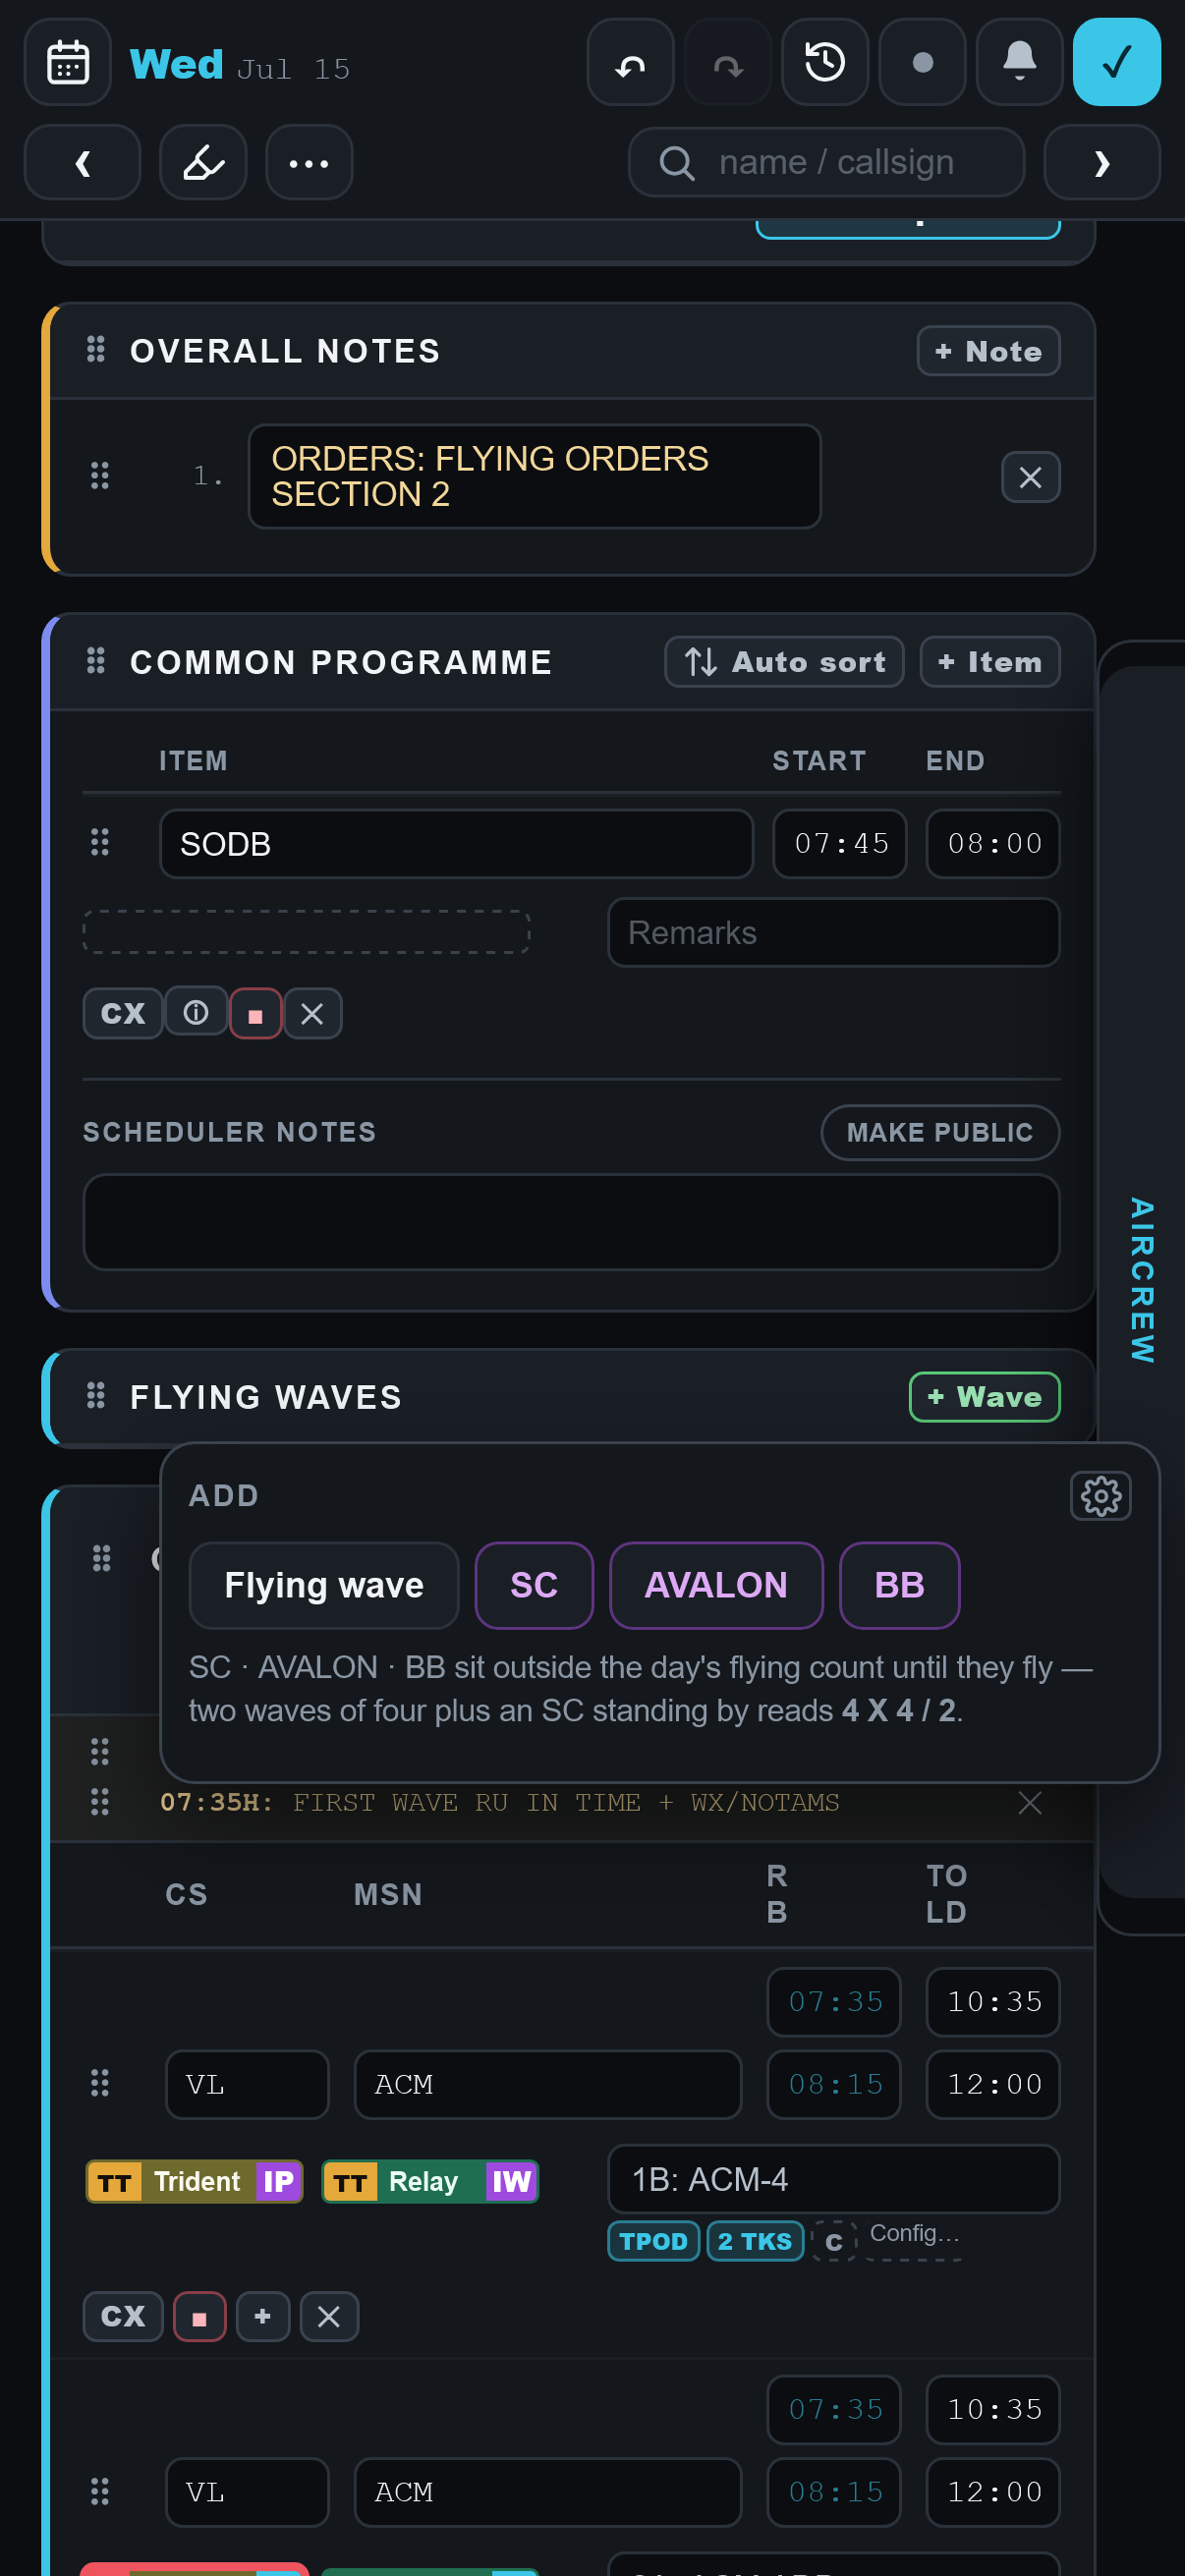 Wed Jul 15
name / callsign
OVERALL NOTES
+ Note
1.
ORDERS: FLYING ORDERS
SECTION 2
COMMON PROGRAMME
Auto sort
+ Item
ITEM
START
END
SODB
07:45
08:00
Remarks
CX
SCHEDULER NOTES
MAKE PUBLIC
AIRCREW
FLYING WAVES
+ Wave
ADD
Flying wave
SC
AVALON
BB
SC · AVALON · BB sit outside the day's flying count until they fly —
two waves of four plus an SC standing by reads 4 X 4 / 2.
07:35H: FIRST WAVE RU IN TIME + WX/NOTAMS
CS
MSN
R
B
TO
LD
07:35
10:35
VL
ACM
08:15
12:00
TT Trident IP
TT Relay IW
1B: ACM-4
TPOD
2 TKS
C
Config...
CX
+
07:35
10:35
VL
ACM
08:15
12:00